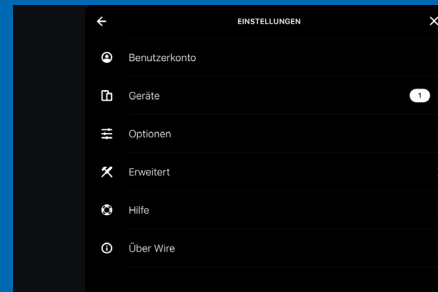 EINSTELLUNGEN
Benutzerkonto
Geräte
1
Optionen
Erweitert
Hilfe
Über Wire